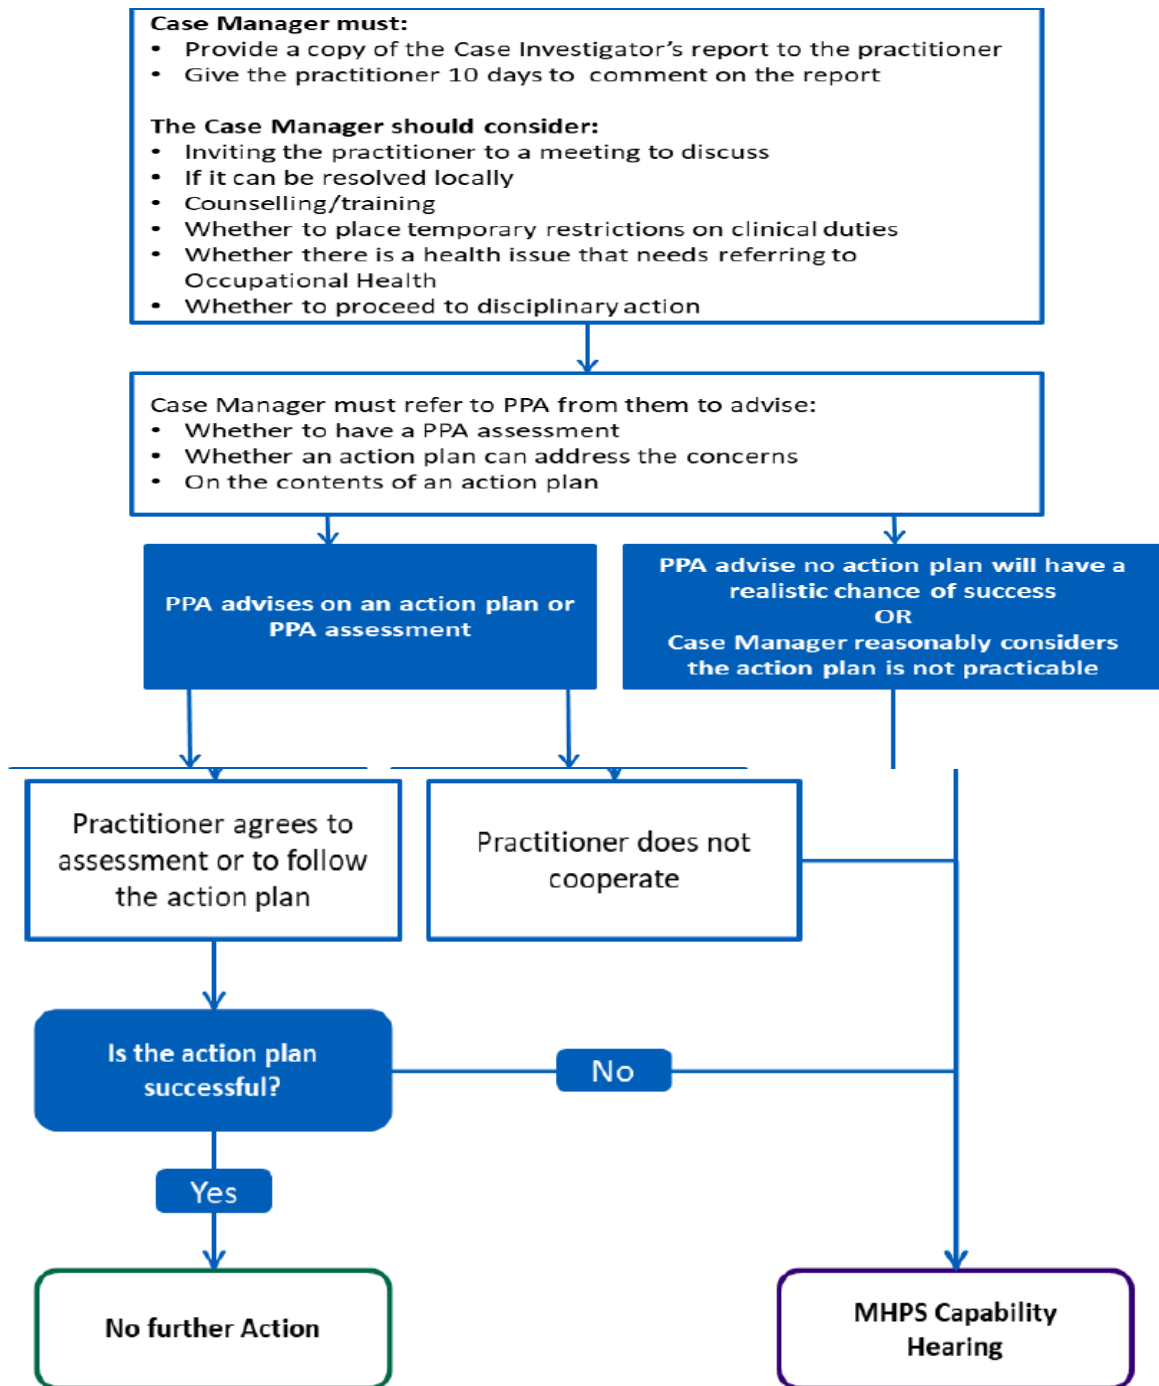 Case Manager must:
• Provide a copy of the Case Investigator's report to the practitioner
• Give the practitioner 10 days to comment on the report
The Case Manager should consider:
• Inviting the practitioner to a meeting to discuss
• If it can be resolved locally
• Counselling/training
• Whether to place temporary restrictions on clinical duties
• Whether there is a health issue that needs referring to
Occupational Health
• Whether to proceed to disciplinary action
Case Manager must refer to PPA from them to advise:
• Whether to have a PPA assessment
• Whether an action plan can address the concerns
• On the contents of an action plan
PPA advises on an action plan or
PPA assessment
PPA advise no action plan will have a
realistic chance of success
OR
Case Manager reasonably considers
the action plan is not practicable
Practitioner agrees to
assessment or to follow
the action plan
Practitioner does not
cooperate
Is the action plan
successful?
No
Yes
No further Action
MHPS Capability
Hearing